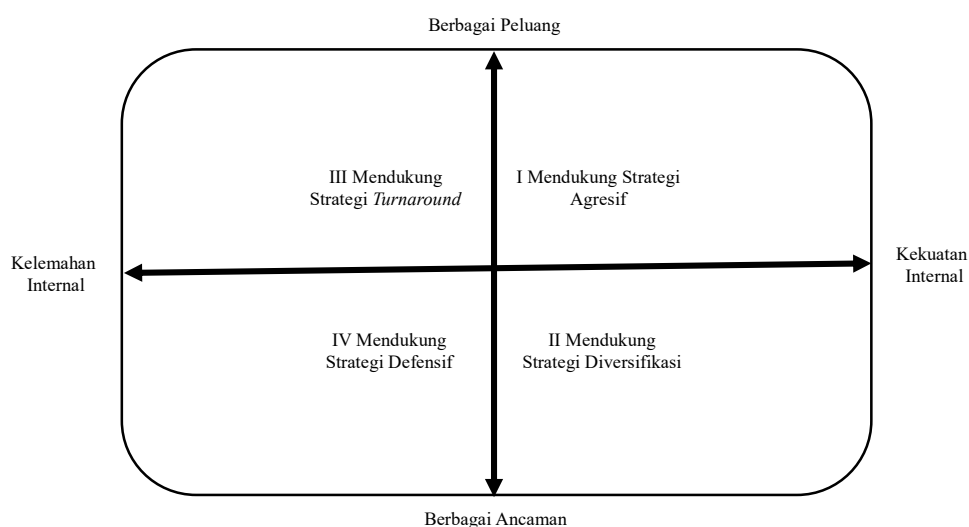 Berbagai Peluang
III Mendukung
Strategi Turnaround
I Mendukung Strategi
Agresif
Kelemahan
Internal
Kekuatan
Internal
IV Mendukung
Strategi Defensif
II Mendukung
Strategi Diversifikasi
Berbagai Ancaman